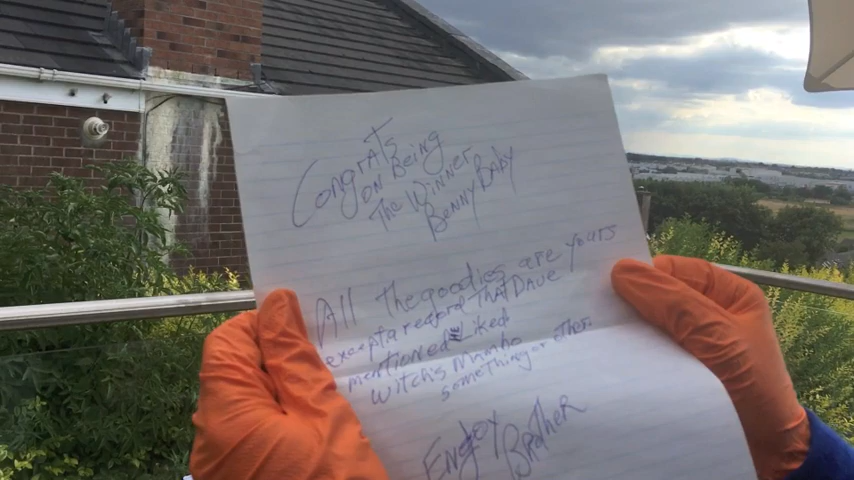 CongraTs
ON Being
The Winner
Benny Baby
All the goodies are yours
except a record That Dave
mentioned HE Liked
Witch's Mambo
something or other.
Enjoy
Brother